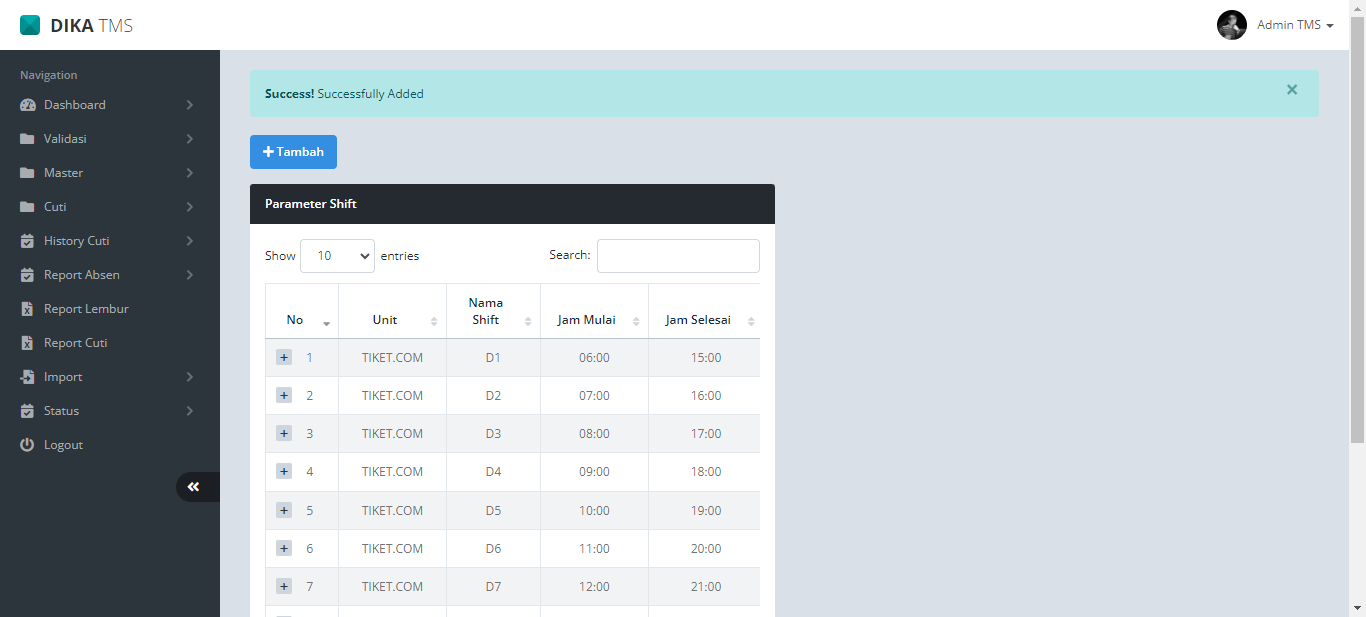 DIKA TMS
Admin TMS
Navigation
Dashboard
Validasi
Master
Cuti
History Cuti
Report Absen
Report Lembur
Report Cuti
Import
Status
Logout
Success! Successfully Added
×
+ Tambah
Parameter Shift
Show 10 entries
Search:
No Unit Nama Shift Jam Mulai Jam Selesai
+ 1 TIKET.COM D1 06:00 15:00
+ 2 TIKET.COM D2 07:00 16:00
+ 3 TIKET.COM D3 08:00 17:00
+ 4 TIKET.COM D4 09:00 18:00
+ 5 TIKET.COM D5 10:00 19:00
+ 6 TIKET.COM D6 11:00 20:00
+ 7 TIKET.COM D7 12:00 21:00